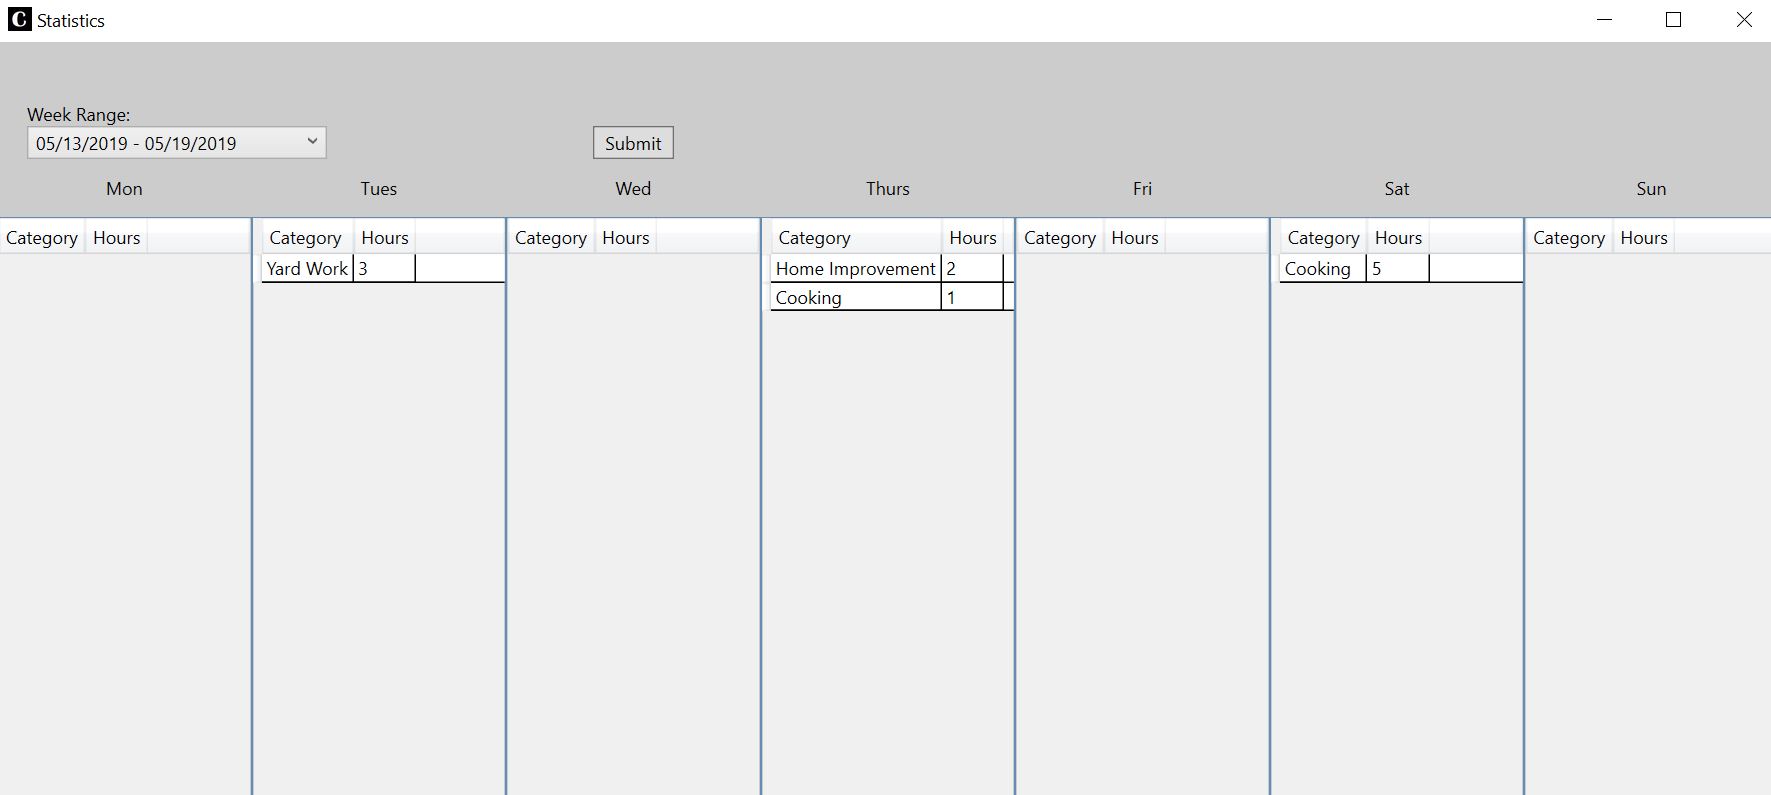 C Statistics
Week Range:
05/13/2019 - 05/19/2019 Submit
Mon Tues Wed Thurs Fri Sat Sun
Category Hours Category Hours Category Hours Category Hours Category Hours Category Hours Category Hours
Yard Work 3 Home Improvement 2 Cooking 5
Cooking 1